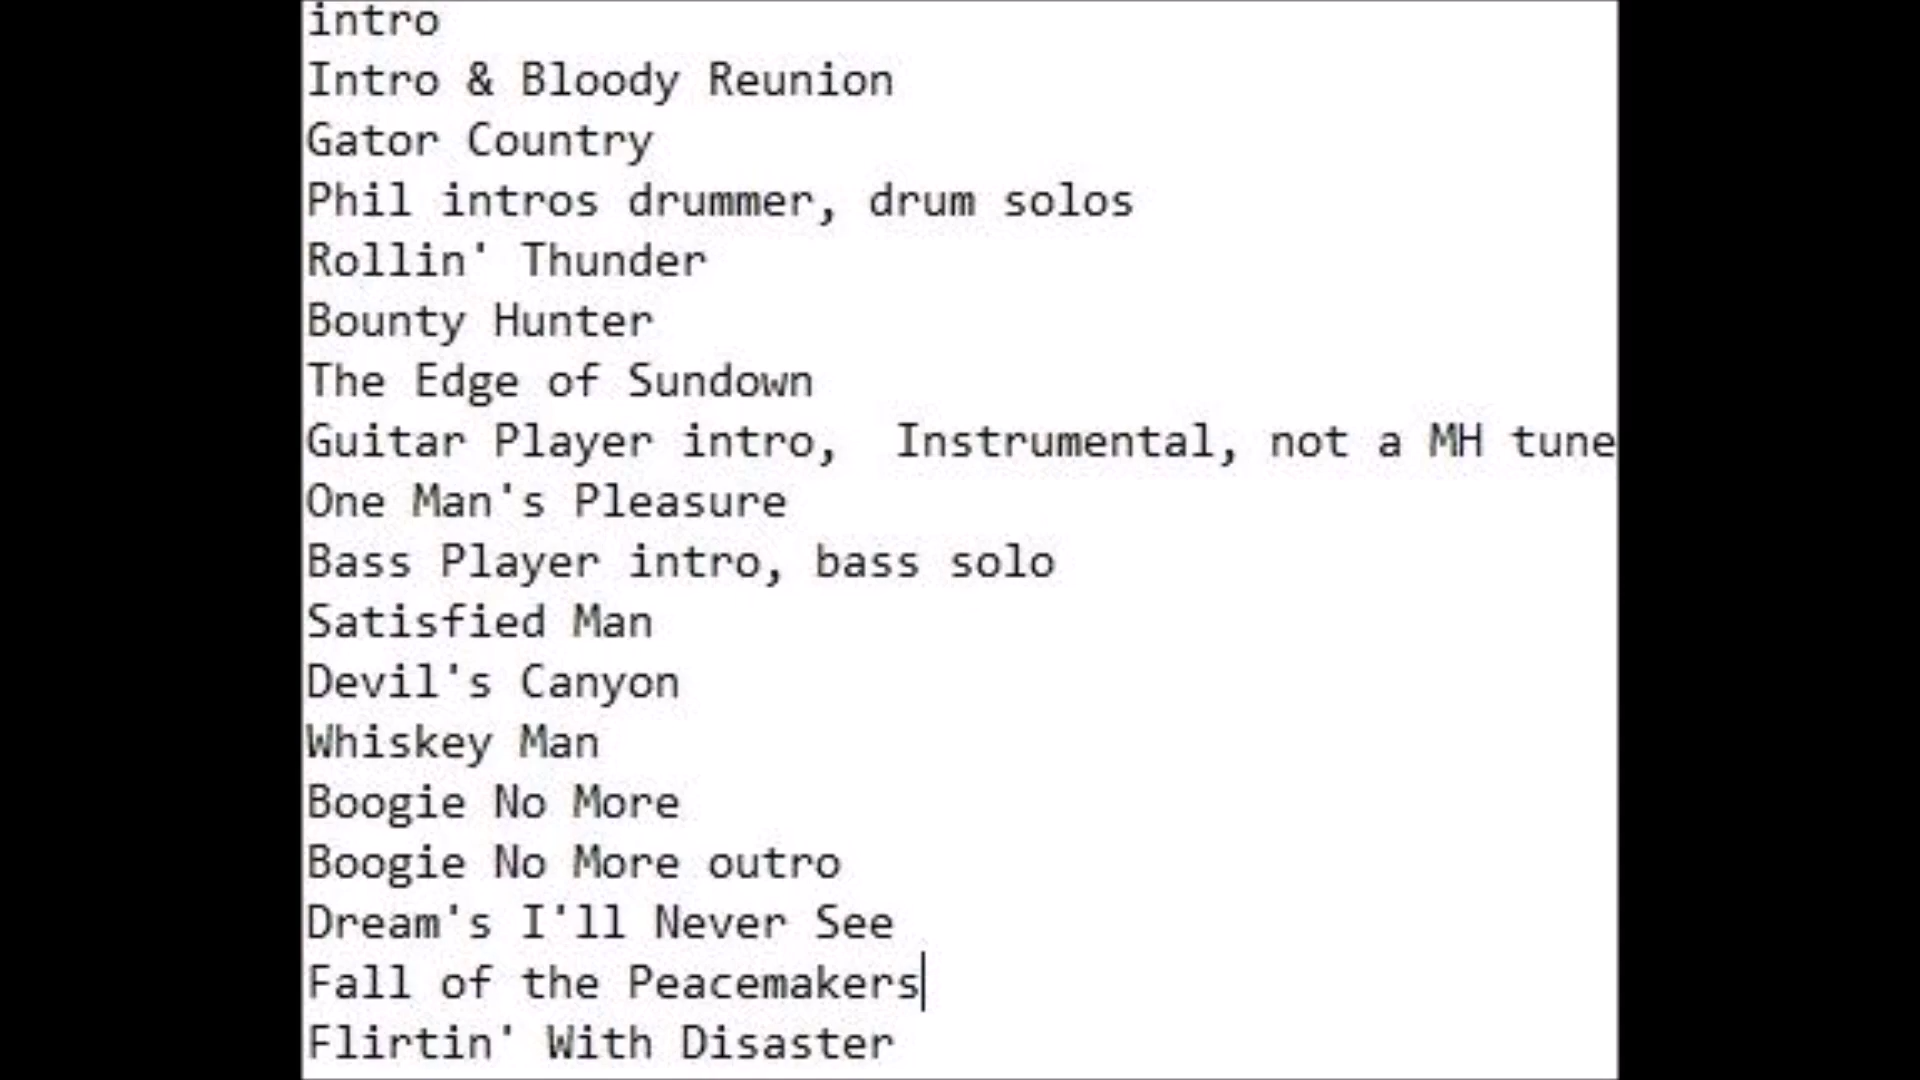 intro
Intro & Bloody Reunion
Gator Country
Phil intros drummer, drum solos
Rollin' Thunder
Bounty Hunter
The Edge of Sundown
Guitar Player intro,  Instrumental, not a MH tune
One Man's Pleasure
Bass Player intro, bass solo
Satisfied Man
Devil's Canyon
Whiskey Man
Boogie No More
Boogie No More outro
Dream's I'll Never See
Fall of the Peacemakers
Flirtin' With Disaster